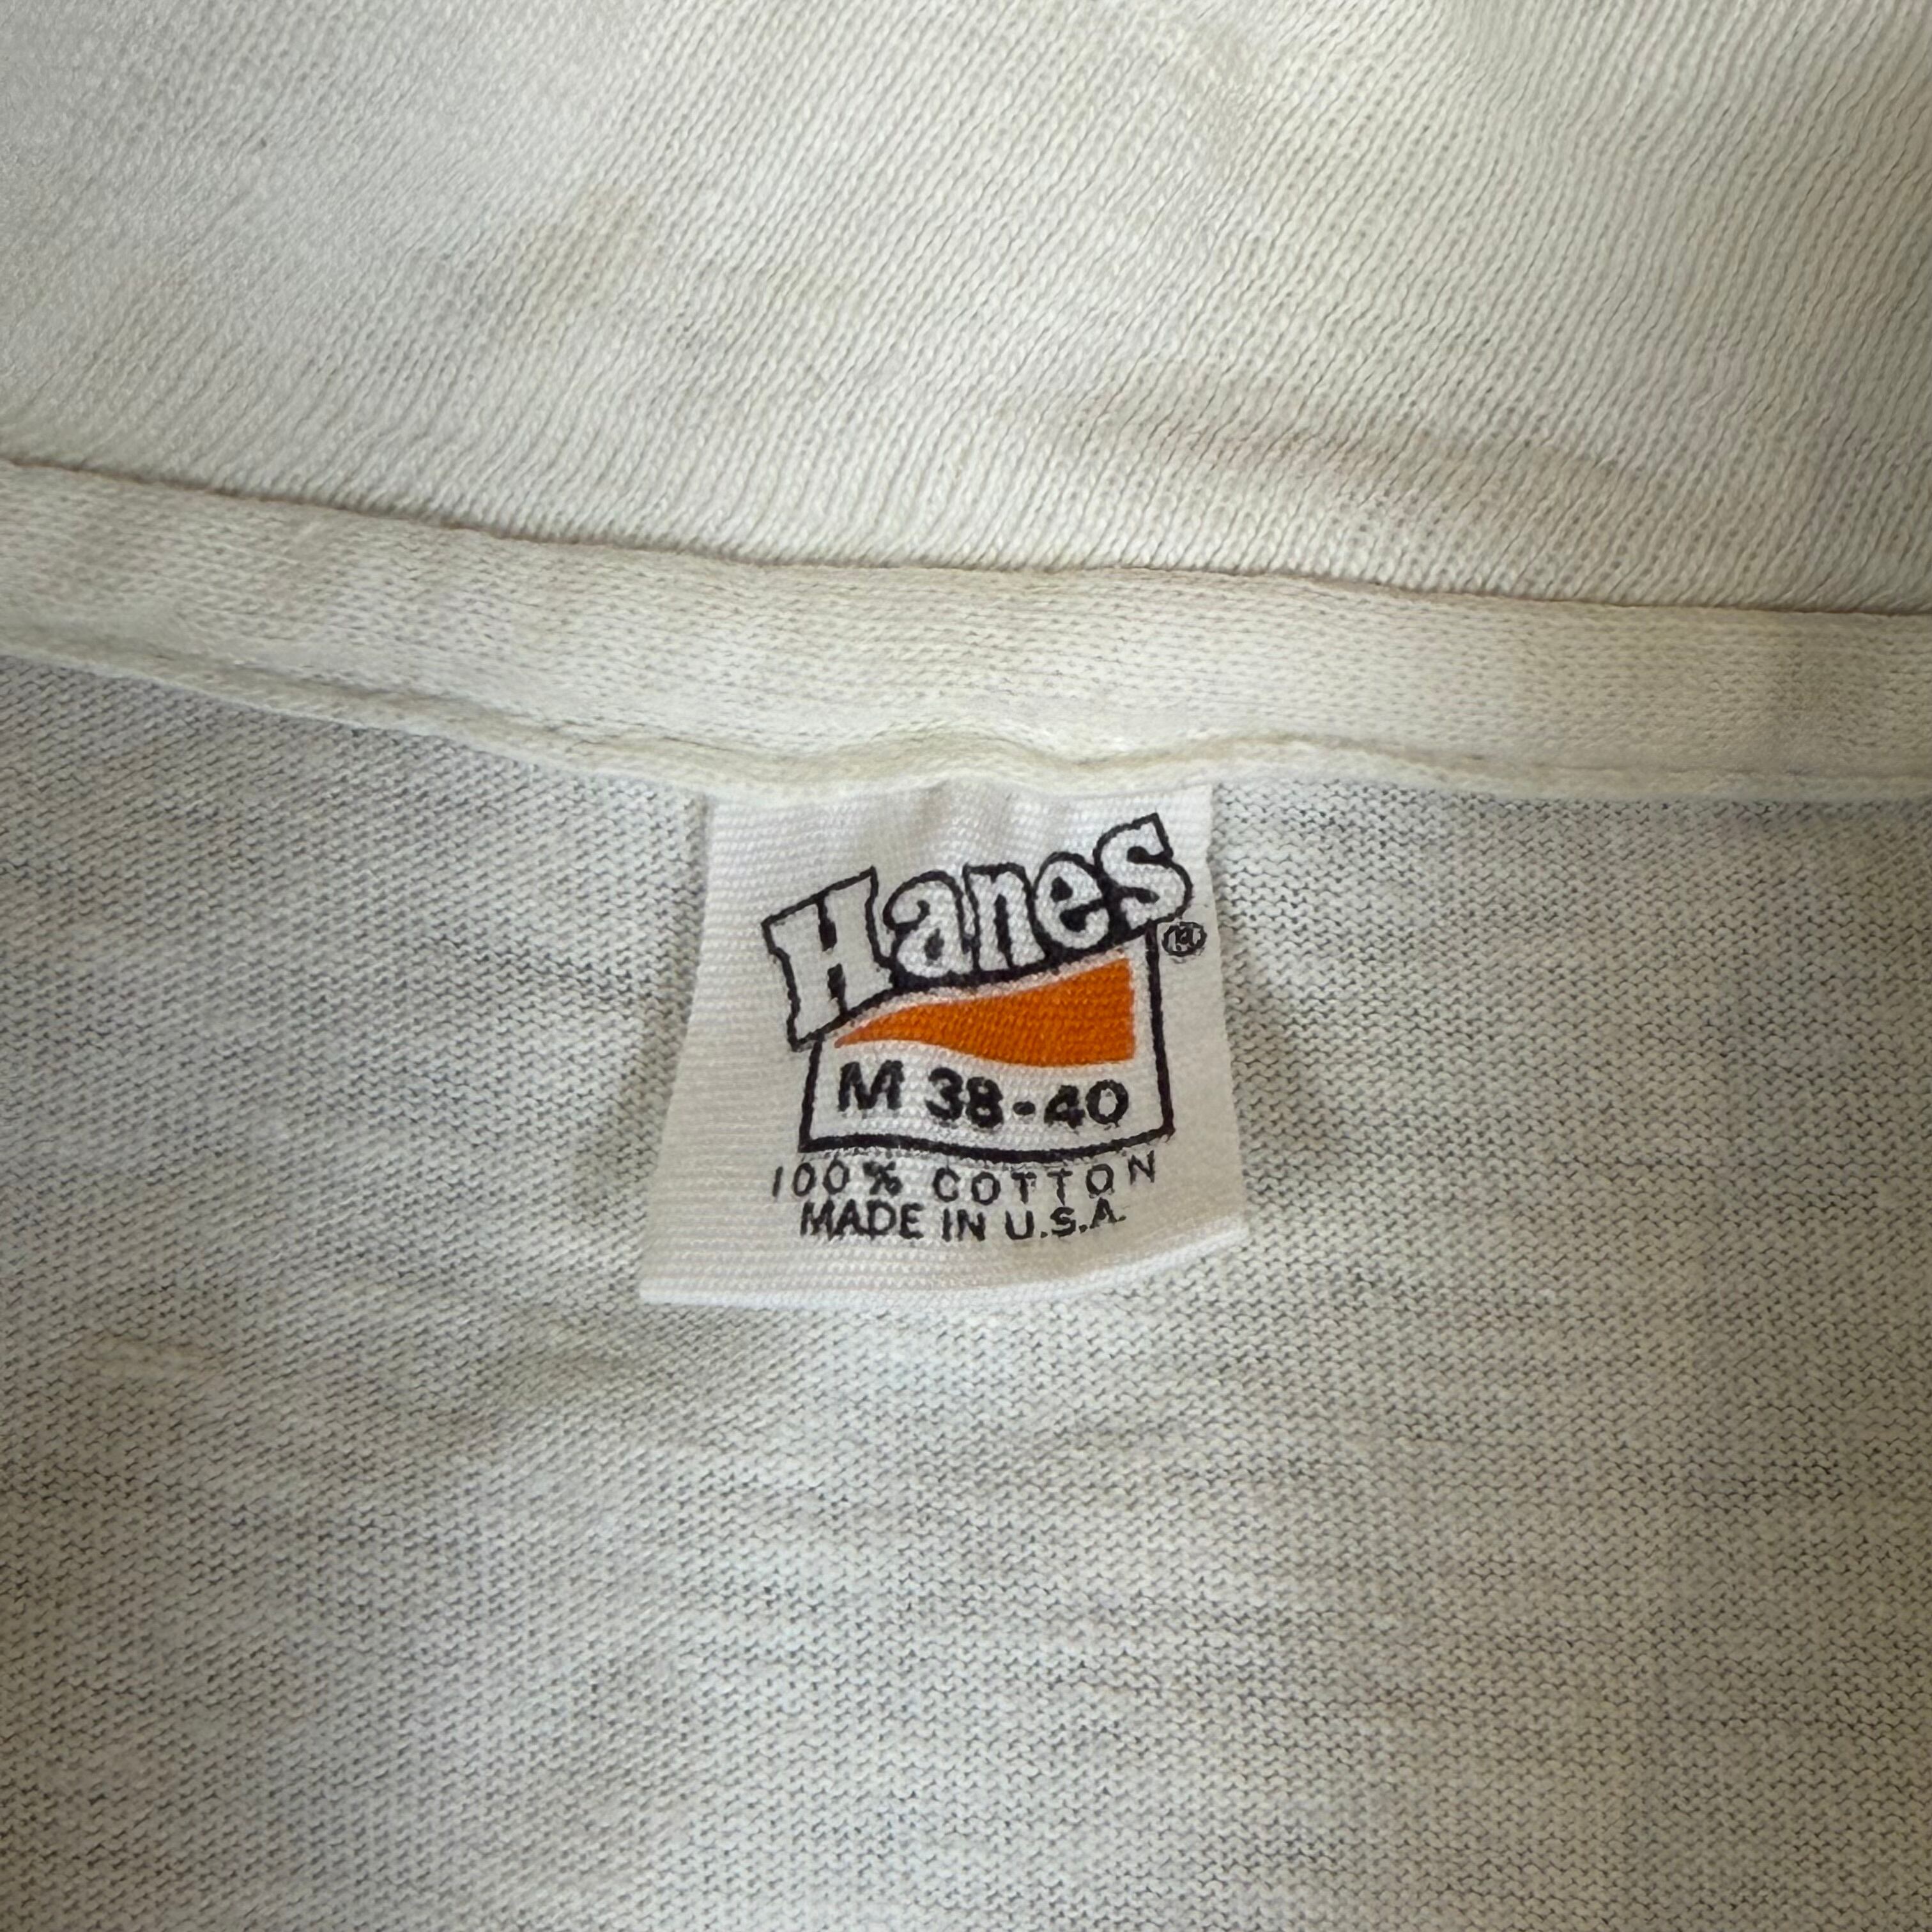 Hanes®
M 38-40
100% COTTON
MADE IN U.S.A.